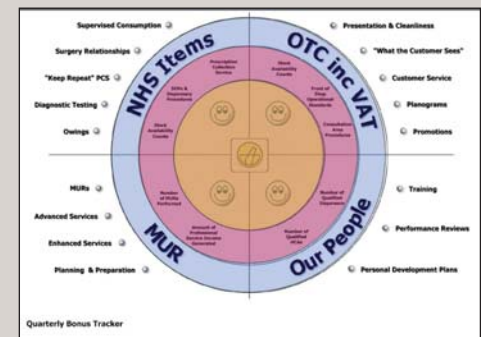 Supervised Consumption
Surgery Relationships
"Keep Repeat" PCS
Diagnostic Testing
Owings
NHS Items
Prescription
Collection
Service
SOPs &
Dispensary
Procedures
Stock
Availability
Counts
OTC inc VAT
Stock
Availability
Counts
Front of
Shop
Operational
Standards
Consultation
Area
Procedures
Presentation & Cleanliness
"What the Customer Sees"
Customer Service
Planograms
Promotions
MURs
Advanced Services
Enhanced Services
Planning & Preparation
MUR
Number
of MURs
Performed
Amount of
Professional
Service Income
Generated
Our People
Number of
Qualified
Dispensers
Number of
Qualified
MCAs
Training
Performance Reviews
Personal Development Plans
Quarterly Bonus Tracker